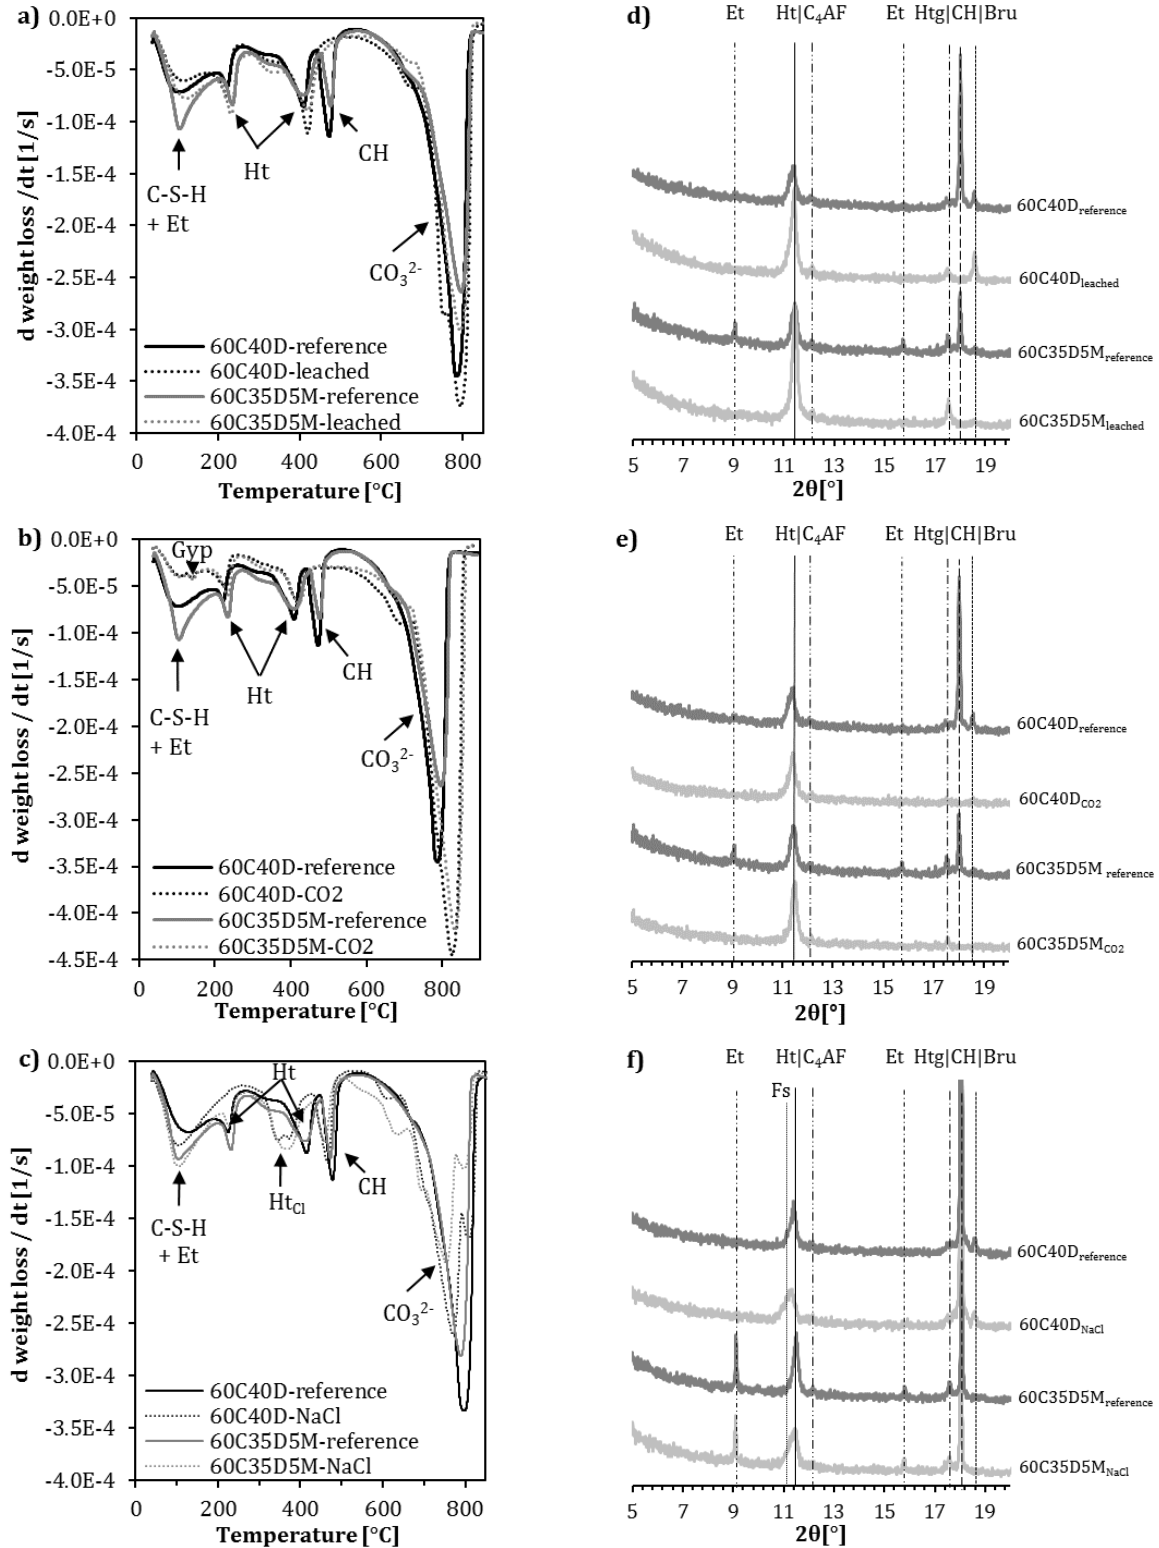 a)
0.0E+0
-5.0E-5
-1.0E-4
-1.5E-4
-2.0E-4
-2.5E-4
-3.0E-4
-3.5E-4
-4.0E-4
d weight loss /dt [1/s]
Ht
CH
C-S-H
+ Et
CO₃²⁻
60C40D-reference
60C40D-leached
60C35D5M-reference
60C35D5M-leached
0 200 400 600 800
Temperature [°C]
d)
Et Ht|C₄AF Et Htg|CH|Bru
60C40Dreference
60C40Dleached
60C35D5Mreference
60C35D5Mleached
5 7 9 11 13 15 17 19
2θ[°]
b)
0.0E+0
-5.0E-5
-1.0E-4
-1.5E-4
-2.0E-4
-2.5E-4
-3.0E-4
-3.5E-4
-4.0E-4
-4.5E-4
d weight loss / dt [1/s]
Gyp
Ht
CH
C-S-H
+ Et
CO₃²⁻
60C40D-reference
60C40D-CO2
60C35D5M-reference
60C35D5M-CO2
0 200 400 600 800
Temperature [°C]
e)
Et Ht|C₄AF Et Htg|CH|Bru
60C40Dreference
60C40DCO2
60C35D5M reference
60C35D5MCO2
5 7 9 11 13 15 17 19
2θ[°]
c)
0.0E+0
-5.0E-5
-1.0E-4
-1.5E-4
-2.0E-4
-2.5E-4
-3.0E-4
-3.5E-4
-4.0E-4
d weight loss / dt [1/s]
Ht
HtCl
CH
C-S-H
+ Et
CO₃²⁻
60C40D-reference
60C40D-NaCl
60C35D5M-reference
60C35D5M-NaCl
0 200 400 600 800
Temperature [°C]
f)
Et Ht|C₄AF Et Htg|CH|Bru
Fs
60C40Dreference
60C40DNaCl
60C35D5Mreference
60C35D5MNaCl
5 7 9 11 13 15 17 19
2θ[°]